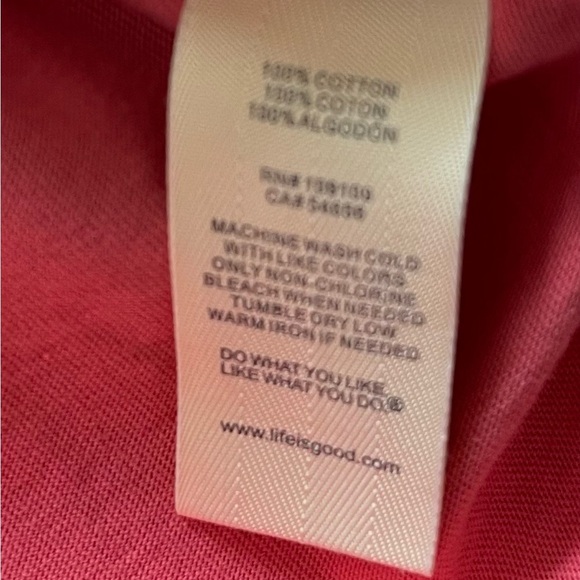 100% COTTON
100% COTON
100% ALGODÓN
RN# 109100
CA#
MACHINE WASH COLD
WITH LIKE COLORS
ONLY NON-CHLORINE
BLEACH WHEN NEEDED
TUMBLE DRY LOW
WARM IRON IF NEEDED
DO WHAT YOU LIKE
LIKE WHAT YOU DO.®
www.lifeisgood.com